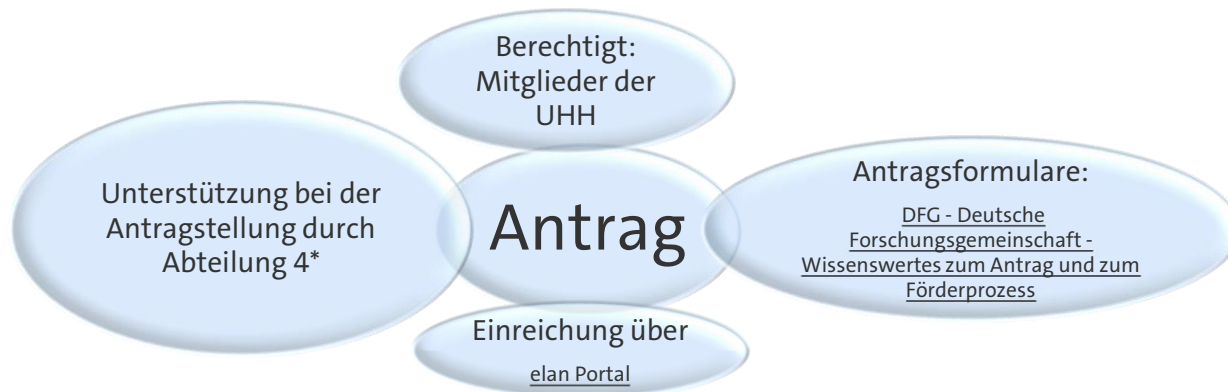 Berechtigt:
Mitglieder der
UHH
Unterstützung bei der
Antragstellung durch
Abteilung 4*
Antrag
Antragsformulare:
DFG - Deutsche
Forschungsgemeinschaft -
Wissenswertes zum Antrag und zum
Förderprozess
Einreichung über
elan Portal